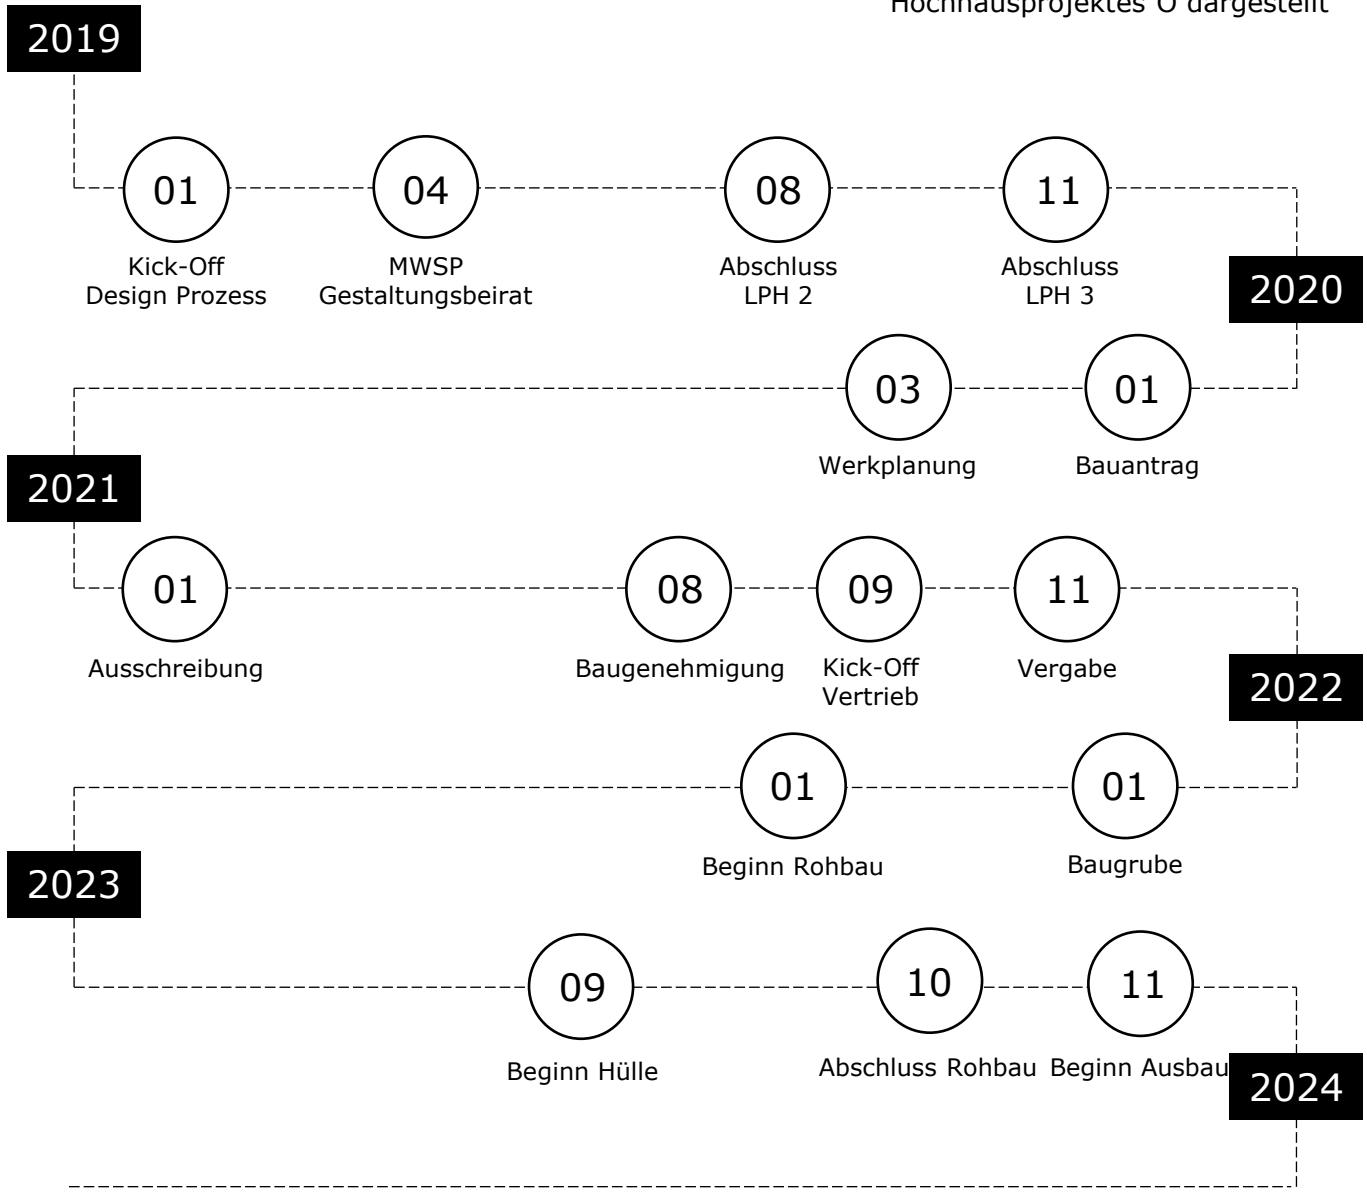 Hochhausprojektes O dargestellt
2019
01
04
08
11
Kick-Off
Design Prozess
MWSP
Gestaltungsbeirat
Abschluss
LPH 2
Abschluss
LPH 3
2020
03
01
Werkplanung
Bauantrag
2021
01
08
09
11
Ausschreibung
Baugenehmigung
Kick-Off
Vertrieb
Vergabe
2022
01
01
Beginn Rohbau
Baugrube
2023
09
10
11
Beginn Hülle
Abschluss Rohbau
Beginn Ausbau
2024